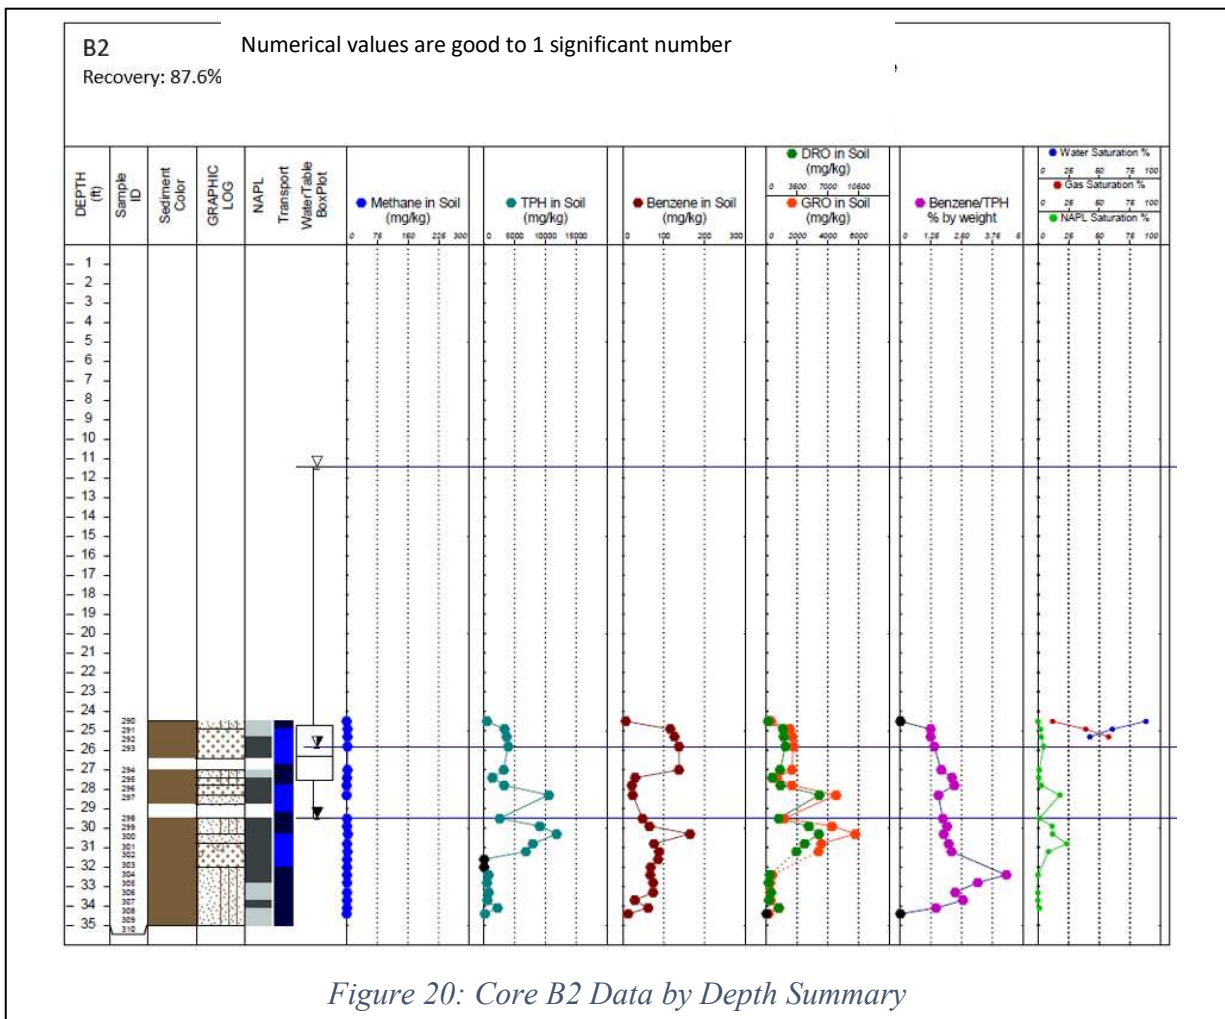 B2
Numerical values are good to 1 significant number
Recovery: 87.6%
DEPTH (ft)
Sample ID
Sediment Color
GRAPHIC LOG
NAPL
Transport
WaterTable BoxPlot
Methane in Soil
(mg/kg)
0 75 150 225 300
TPH in Soil
(mg/kg)
0 5000 10000 15000
Benzene in Soil
(mg/kg)
0 100 200 300
DRO in Soil
(mg/kg)
0 3500 7000 10500
GRO in Soil
(mg/kg)
0 2000 4000 6000
Benzene/TPH
% by weight
0 1.25 2.50 3.75 5
Water Saturation %
0 25 50 75 100
Gas Saturation %
0 25 50 75 100
NAPL Saturation %
0 25 50 75 100
1
2
3
4
5
6
7
8
9
10
11
12
13
14
15
16
17
18
19
20
21
22
23
24
25
26
27
28
29
30
31
32
33
34
35
290
291
292
293
294
295
296
297
298
299
300
301
302
303
304
305
306
307
308
309
310
Figure 20: Core B2 Data by Depth Summary